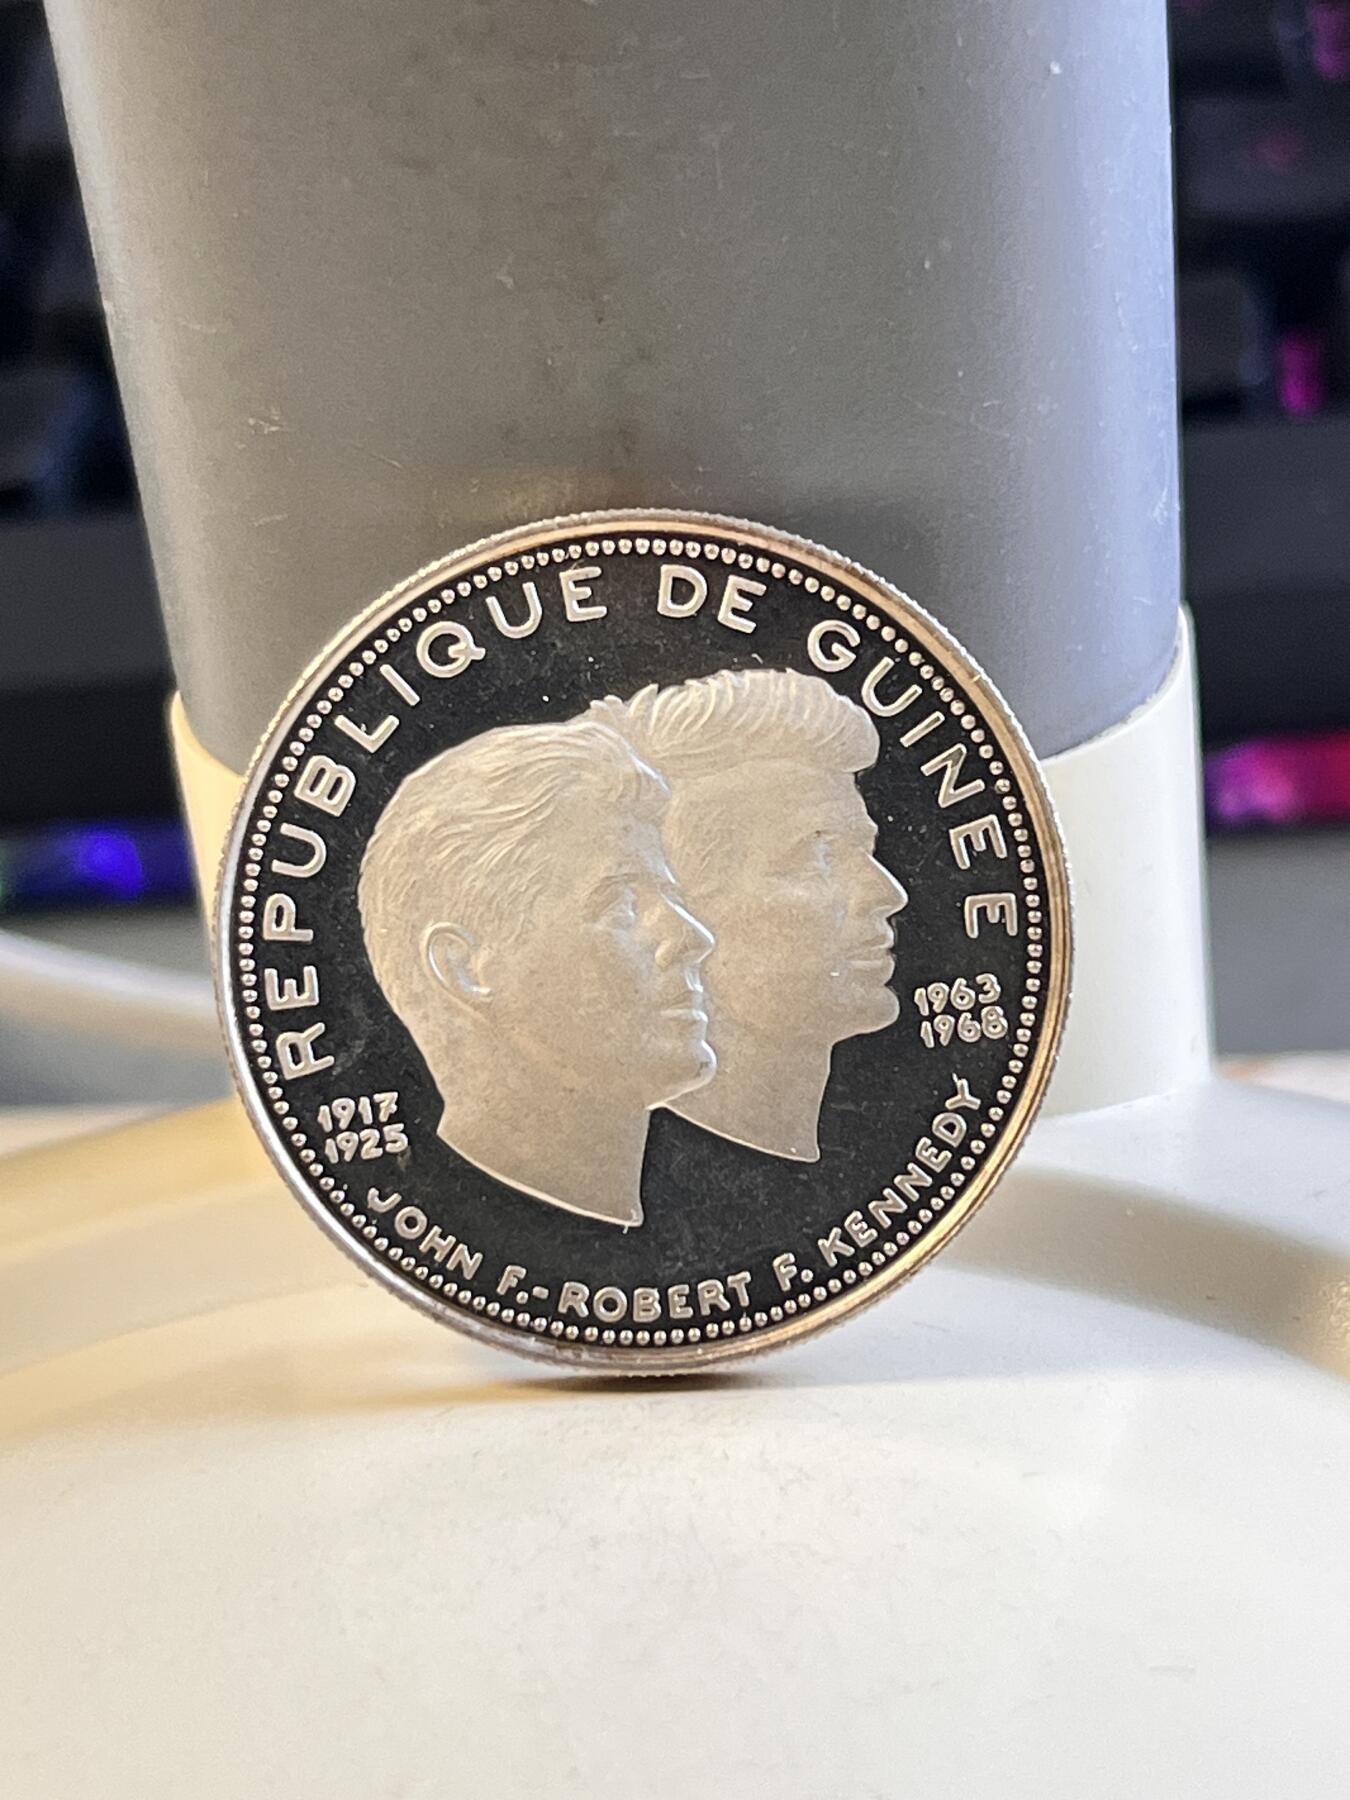 REPUBLIQUE DE GUINEE
1917
1925
1963
1968
JOHN F.-ROBERT F. KENNEDY